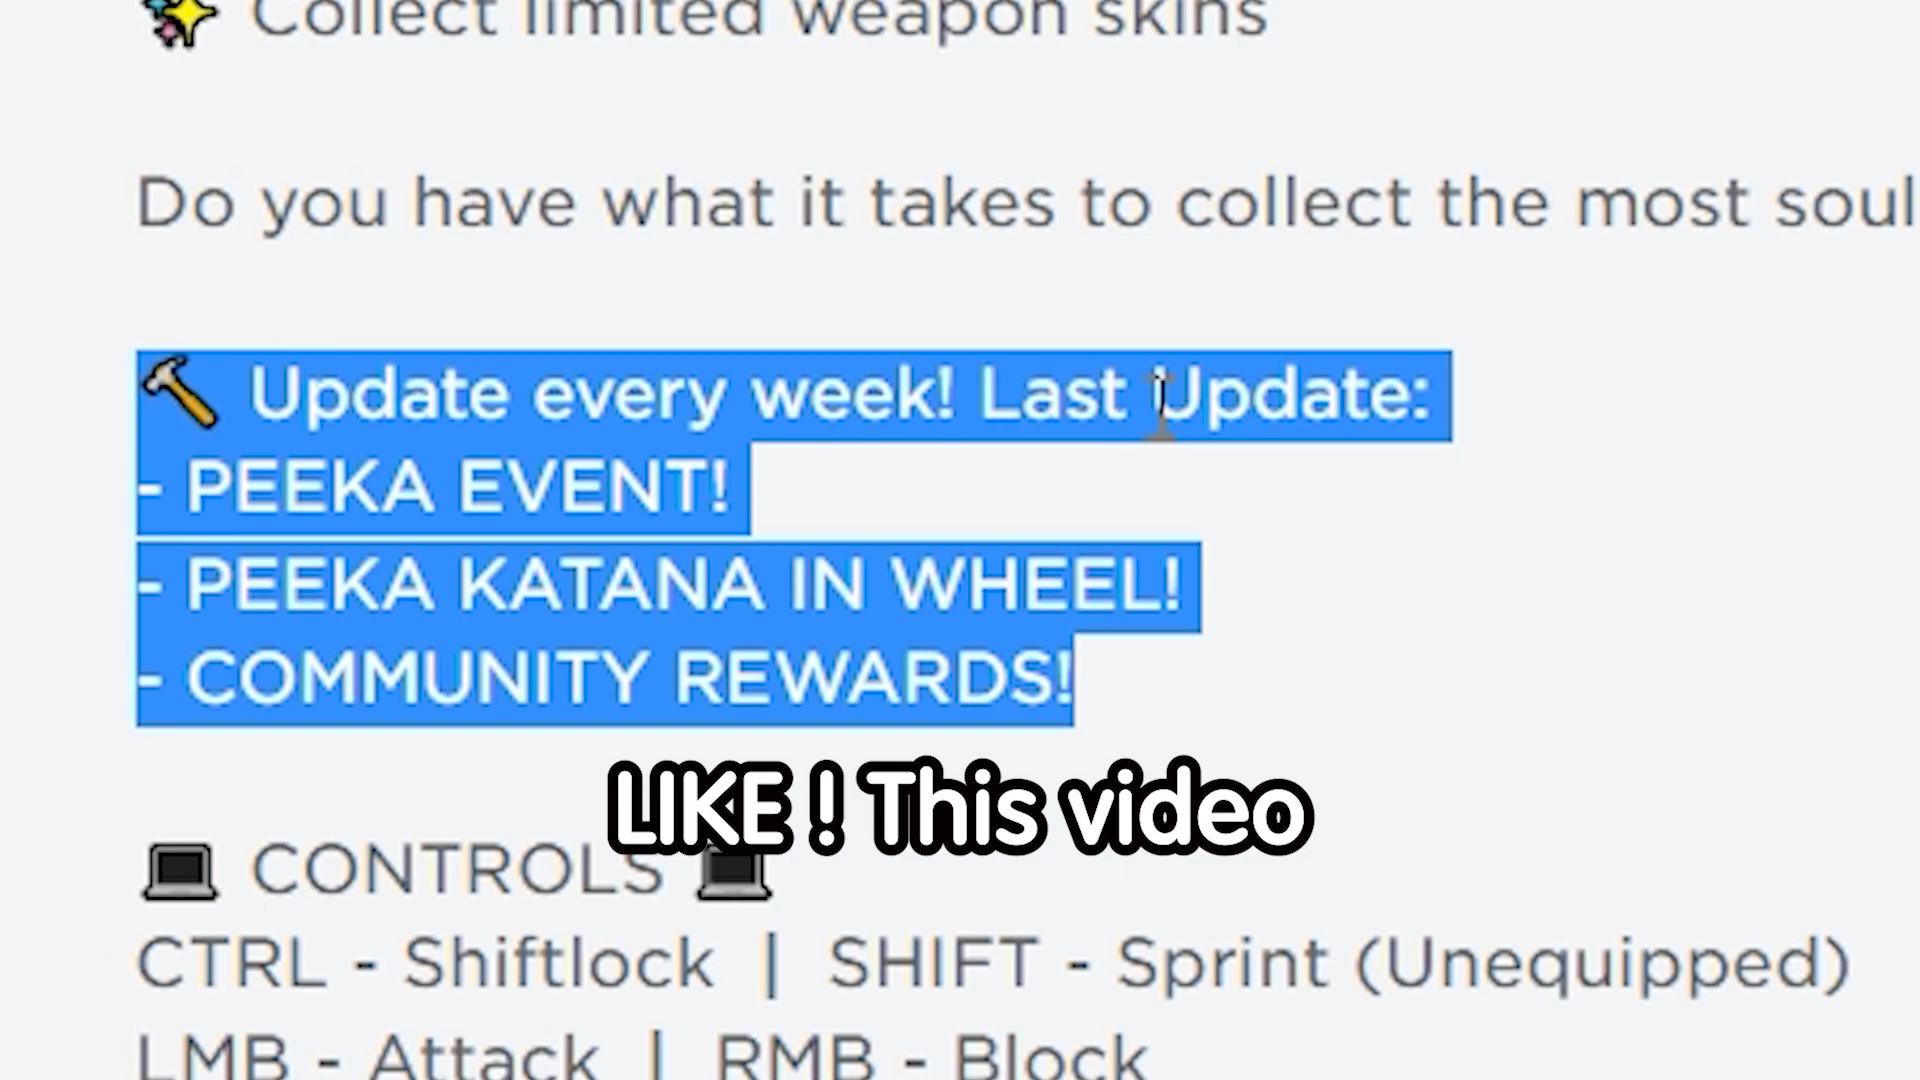 Collect limited weapon skins
Do you have what it takes to collect the most soul
Update every week! Last Update:
- PEEKA EVENT!
- PEEKA KATANA IN WHEEL!
- COMMUNITY REWARDS!
LIKE ! This video
CONTROLS
CTRL - Shiftlock | SHIFT - Sprint (Unequipped)
LMB - Attack | RMB - Block